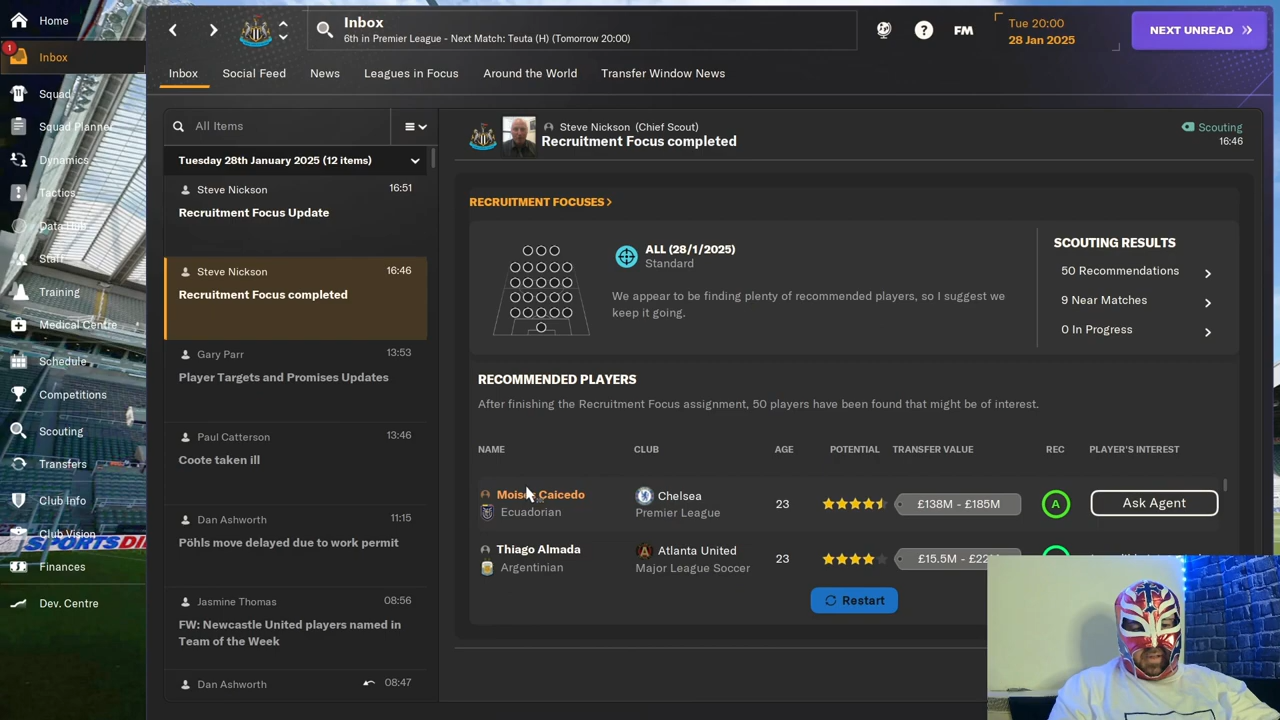 Home
1
Inbox
Squad
Squad Planner
Dynamics
Tactics
Data Hub
Staff
Training
Medical Centre
Schedule
Competitions
Scouting
Transfers
Club Info
Club Vision
SPORTS DI
Finances
Dev. Centre
Inbox
6th in Premier League - Next Match: Teuta (H) (Tomorrow 20:00)
?
FM
Tue 20:00
28 Jan 2025
NEXT UNREAD
Inbox
Social Feed
News
Leagues in Focus
Around the World
Transfer Window News
All Items
Tuesday 28th January 2025 (12 items)
Steve Nickson
16:51
Recruitment Focus Update
Steve Nickson
16:46
Recruitment Focus completed
Gary Parr
13:53
Player Targets and Promises Updates
Paul Catterson
13:46
Coote taken ill
Dan Ashworth
11:15
Pöhls move delayed due to work permit
Jasmine Thomas
08:56
FW: Newcastle United players named in
Team of the Week
Dan Ashworth
08:47
Steve Nickson (Chief Scout)
Recruitment Focus completed
Scouting
16:46
RECRUITMENT FOCUSES >
ALL (28/1/2025)
Standard
We appear to be finding plenty of recommended players, so I suggest we
keep it going.
SCOUTING RESULTS
50 Recommendations
9 Near Matches
0 In Progress
RECOMMENDED PLAYERS
After finishing the Recruitment Focus assignment, 50 players have been found that might be of interest.
NAME CLUB AGE POTENTIAL TRANSFER VALUE REC PLAYER'S INTEREST
Moises Caicedo Chelsea 23 £138M - £185M A Ask Agent
Ecuadorian Premier League
Thiago Almada Atlanta United 23 £15.5M -
Argentinian Major League Soccer
Restart